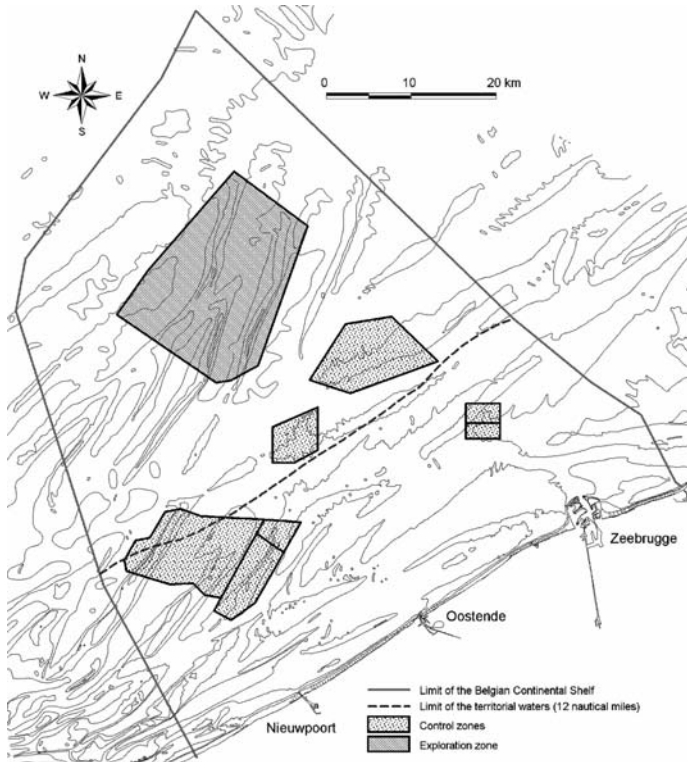 N
W E
S
0 10 20 km
Zeebrugge
Oostende
Nieuwpoort
Limit of the Belgian Continental Shelf
Limit of the territorial waters (12 nautical miles)
Control zones
Exploration zone